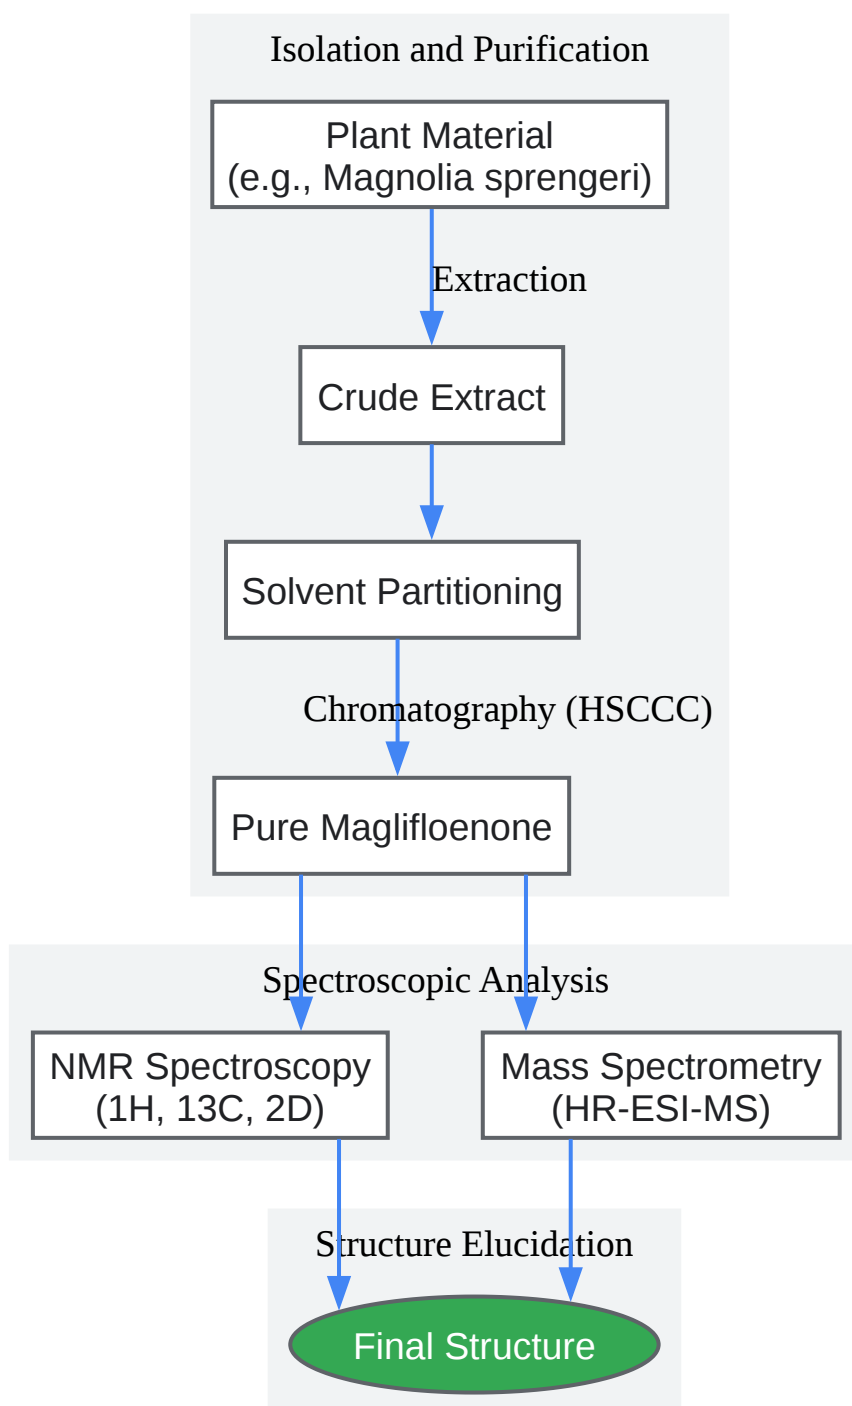 Isolation and Purification
Plant Material
(e.g., Magnolia sprengeri)
Extraction
Crude Extract
Solvent Partitioning
Chromatography (HSCCC)
Pure Maglifloenone
Spectroscopic Analysis
NMR Spectroscopy
(1H, 13C, 2D)
Mass Spectrometry
(HR-ESI-MS)
Structure Elucidation
Final Structure